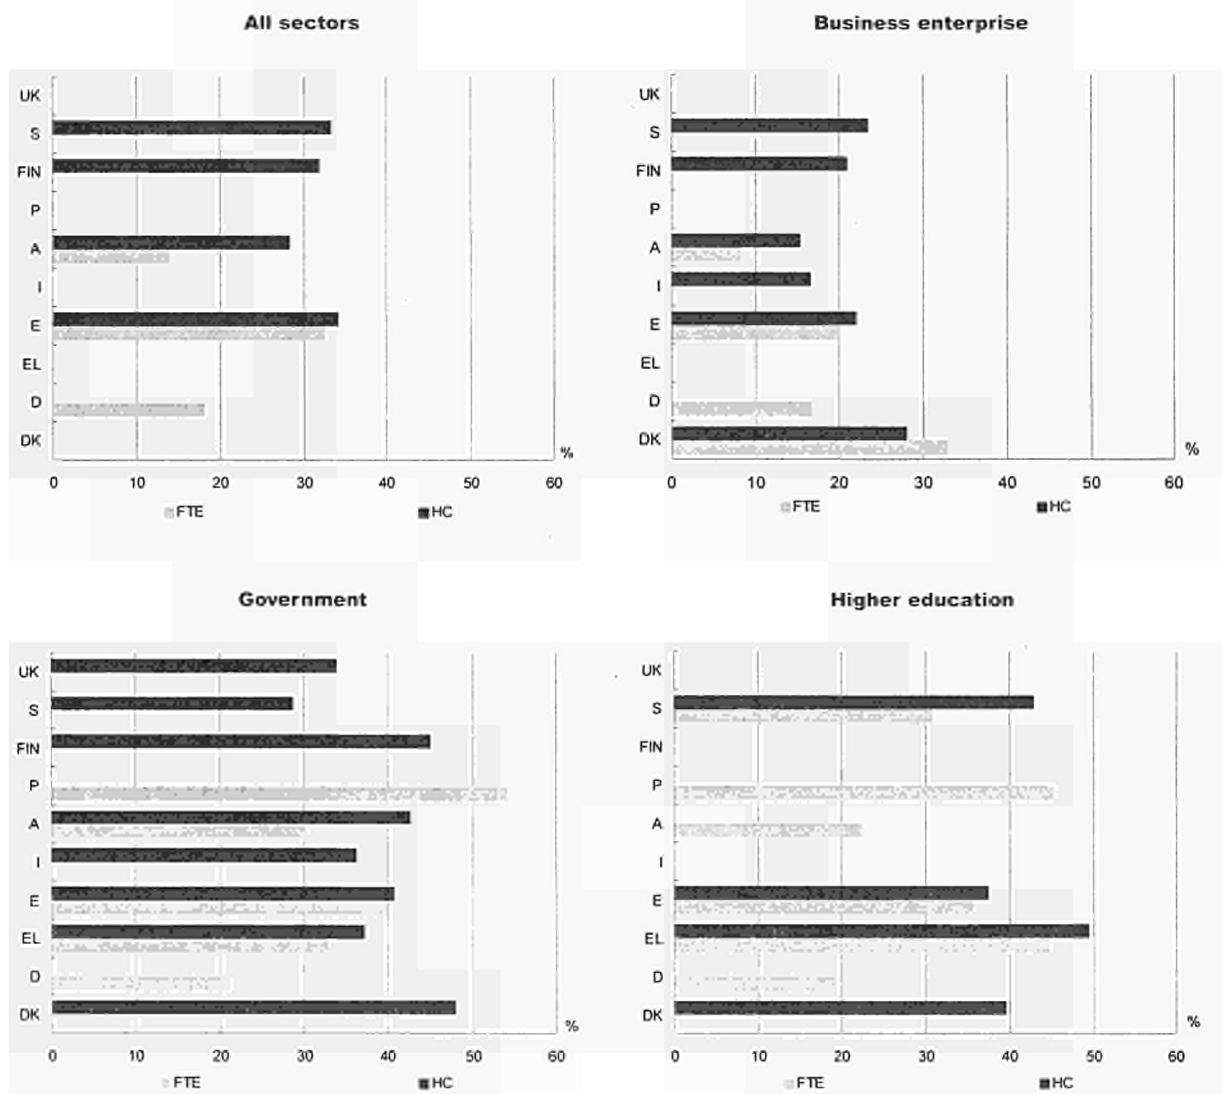 All sectors
UK
S
FIN
P
A
I
E
EL
D
DK
%
0 10 20 30 40 50 60
FTE HC
Business enterprise
UK
S
FIN
P
A
I
E
EL
D
DK
%
0 10 20 30 40 50 60
FTE HC
Government
UK
S
FIN
P
A
I
E
EL
D
DK
%
0 10 20 30 40 50 60
FTE HC
Higher education
UK
S
FIN
P
A
I
E
EL
D
DK
%
0 10 20 30 40 50 60
FTE HC